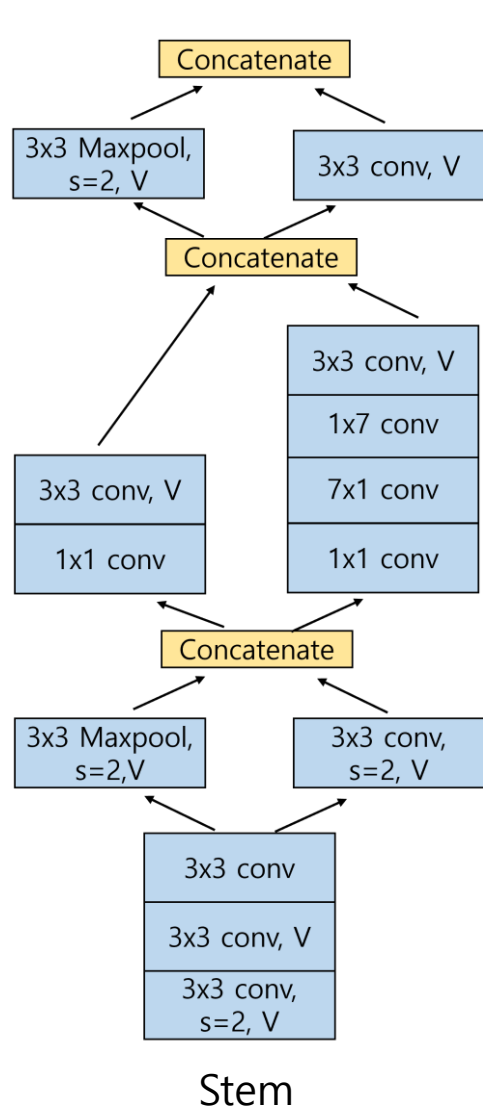 Concatenate
3x3 Maxpool,
s=2, V
3x3 conv, V
Concatenate
3x3 conv, V
1x7 conv
7x1 conv
1x1 conv
3x3 conv, V
1x1 conv
Concatenate
3x3 Maxpool,
s=2,V
3x3 conv,
s=2, V
3x3 conv
3x3 conv, V
3x3 conv,
s=2, V
Stem